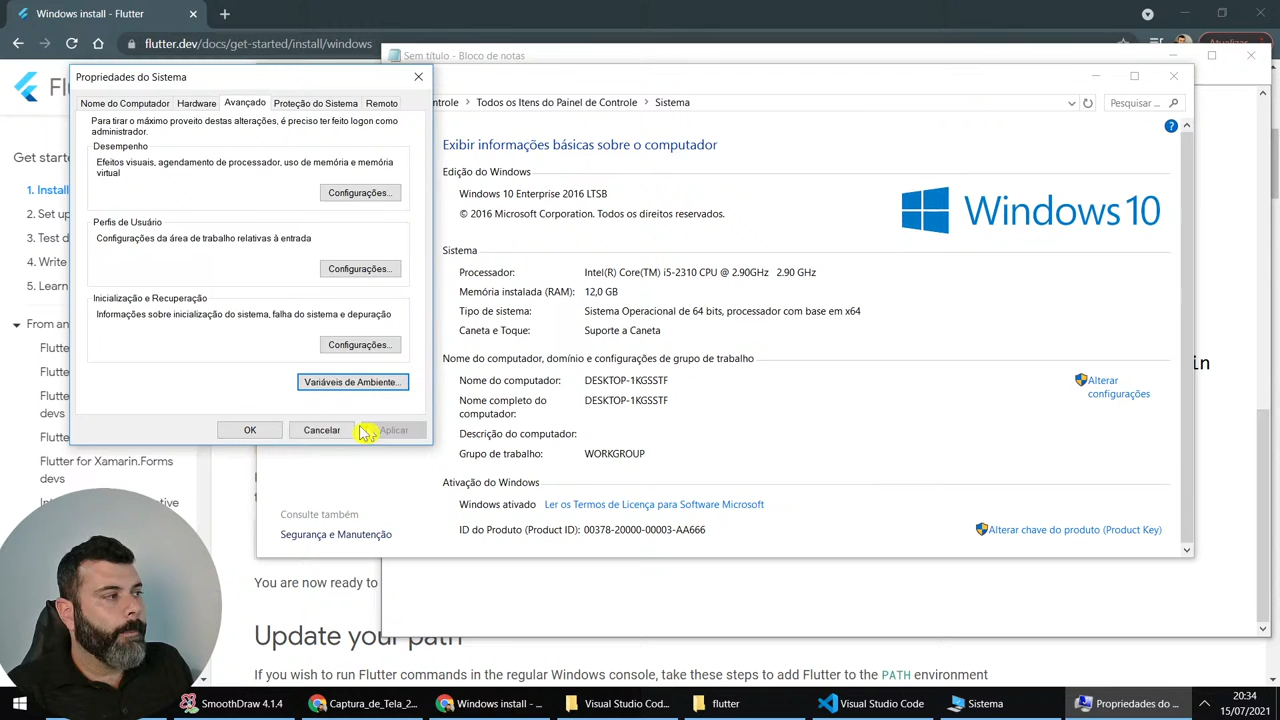 Windows install - Flutter
flutter.dev/docs/get-started/install/windows
Atualizas
Sem título - Bloco de notas
Propriedades do Sistema
Nome do Computador
Hardware
Avançado
Proteção do Sistema
Remoto
Para tirar o máximo proveito destas alterações, é preciso ter feito logon como
administrador.
Desempenho
Efeitos visuais, agendamento de processador, uso de memória e memória
virtual
Configurações...
Perfis de Usuário
Configurações da área de trabalho relativas à entrada
Configurações...
Inicialização e Recuperação
Informações sobre inicialização do sistema, falha do sistema e depuração
Configurações...
Variáveis de Ambiente...
OK
Cancelar
Aplicar
ntrole > Todos os Itens do Painel de Controle > Sistema
Pesquisar ...
Exibir informações básicas sobre o computador
Edição do Windows
Windows 10 Enterprise 2016 LTSB
© 2016 Microsoft Corporation. Todos os direitos reservados.
Windows 10
Sistema
Processador: Intel(R) Core(TM) i5-2310 CPU @ 2.90GHz 2.90 GHz
Memória instalada (RAM): 12,0 GB
Tipo de sistema: Sistema Operacional de 64 bits, processador com base em x64
Caneta e Toque: Suporte a Caneta
Nome do computador, domínio e configurações de grupo de trabalho
Nome do computador: DESKTOP-1KGSSTF
Alterar
configurações
Nome completo do
computador: DESKTOP-1KGSSTF
Descrição do computador:
Grupo de trabalho: WORKGROUP
Ativação do Windows
Windows ativado Ler os Termos de Licença para Software Microsoft
ID do Produto (Product ID): 00378-20000-00003-AA666
Alterar chave do produto (Product Key)
Consulte também
Segurança e Manutenção
in
Fl
Get starte
1. Instal
2. Set up
3. Test d
4. Write
5. Learn
From an
Flutter
Flutter
Flutter
devs
Flutter
Flutter for Xamarin.Forms
devs
You are now ready to
Update your path
If you wish to run Flutter commands in the regular Windows console, take these steps to add Flutter to the PATH environment
SmoothDraw 4.1.4
Captura_de_Tela_2...
Windows install - ...
Visual Studio Cod...
flutter
Visual Studio Code
Sistema
Propriedades do ...
20:34
15/07/2021